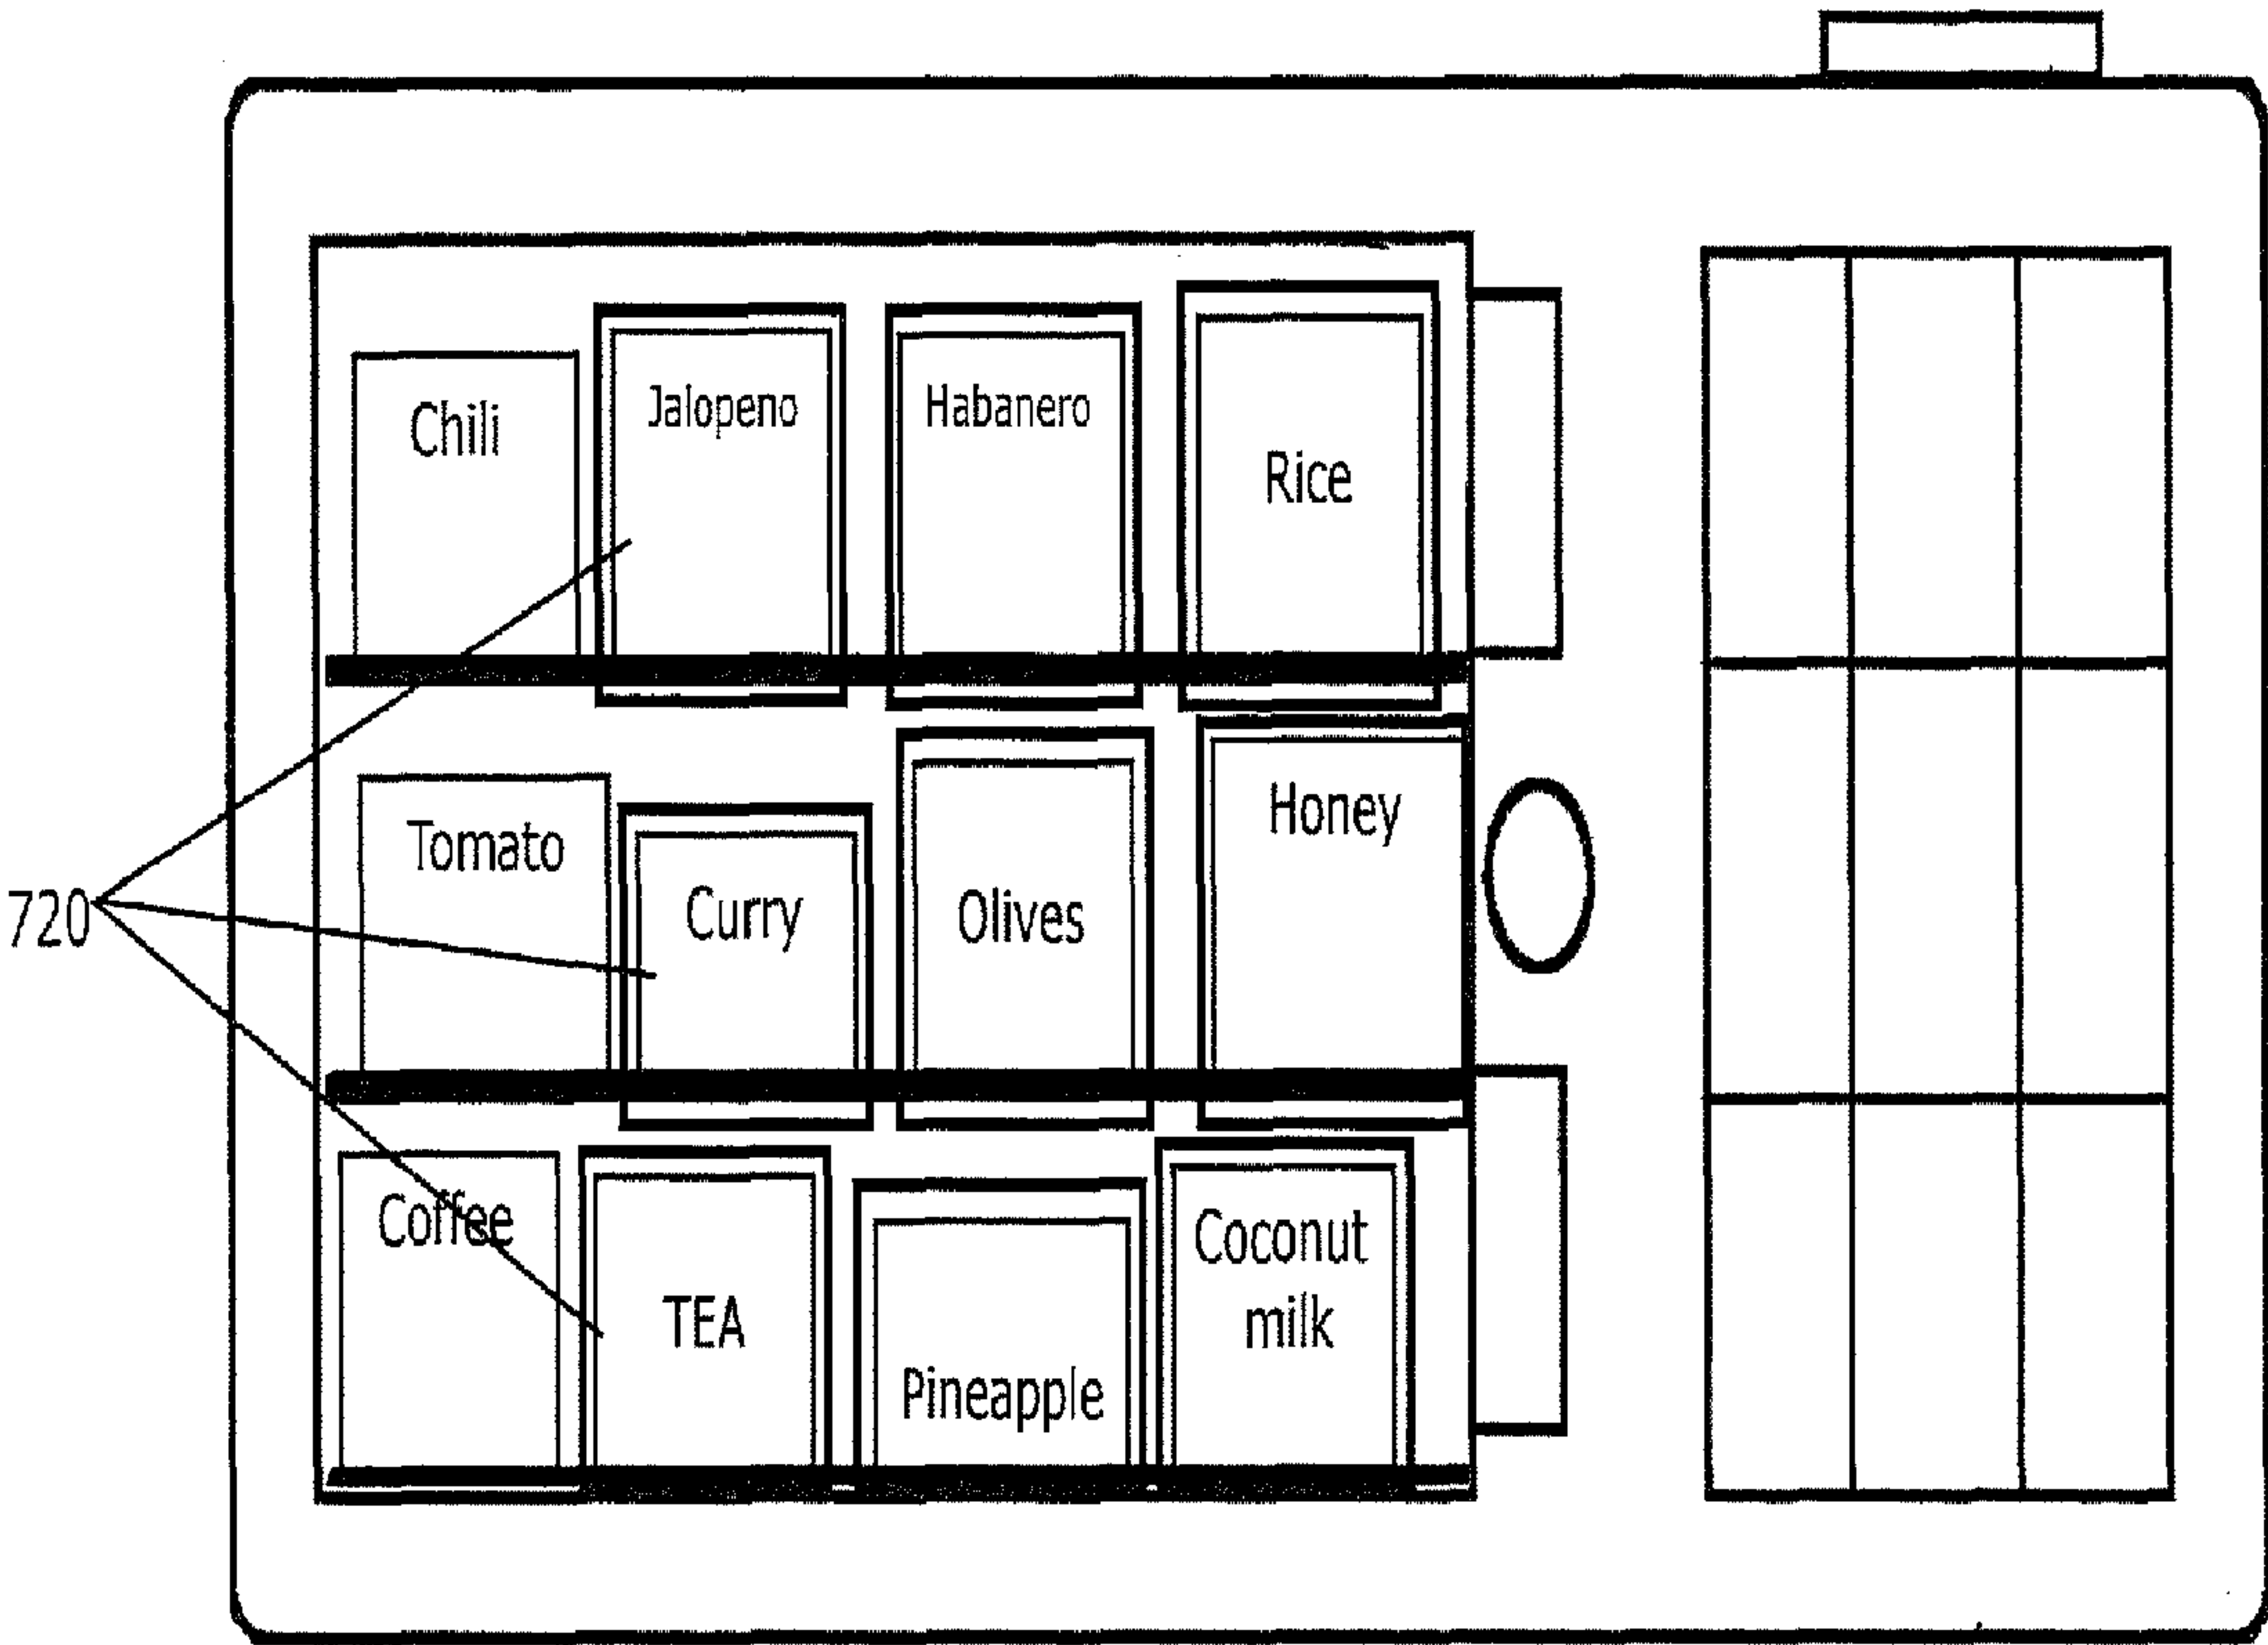 Chili
Jalopeno
Habanero
Rice
Tomato
Curry
Olives
Honey
720
Coffee
TEA
Pineapple
Coconut
milk